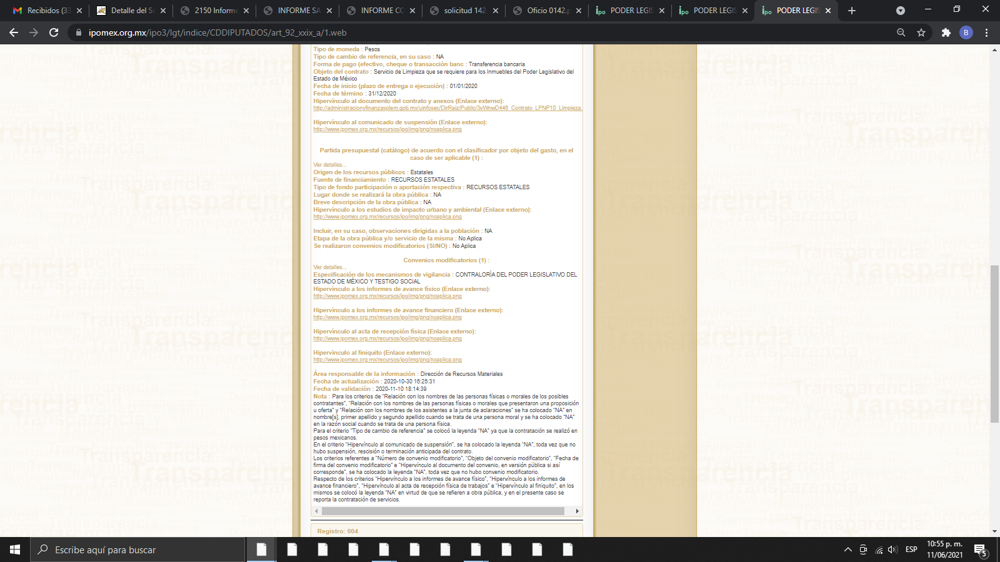 Recibidos (33
Detalle del Se
2150 Informe
INFORME SA
INFORME CO
solicitud 142.
Oficio 0142.p
PODER LEGIS
PODER LEGIS
PODER LEGIS
ipomex.org.mx/ipo3/lgt/indice/CDDIPUTADOS/art_92_xxix_a/1.web
B
Tipo de moneda : Pesos
Tipo de cambio de referencia, en su caso : NA
Forma de pago (efectivo, cheque o transacción banc : Transferencia bancaria
Objeto del contrato : Servicio de Limpieza que se requiere para los Inmuebles del Poder Legislativo del
Estado de México
Fecha de inicio (plazo de entrega o ejecución) : 01/01/2020
Fecha de término : 31/12/2020
Hipervínculo al documento del contrato y anexos (Enlace externo):
http://administracionyfinanzasplem.gob.mx/uinfosec/DirRaiz/Public/3vWnwD446_Contrato_LPNP10_Limpieza.
Hipervínculo al comunicado de suspensión (Enlace externo):
http://www.ipomex.org.mx/recursos/ipo/img/png/noaplica.png
Partida presupuestal (catálogo) de acuerdo con el clasificador por objeto del gasto, en el
caso de ser aplicable (1) :
Ver detalles...
Origen de los recursos públicos : Estatales
Fuente de financiamiento : RECURSOS ESTATALES
Tipo de fondo participación o aportación respectiva : RECURSOS ESTATALES
Lugar donde se realizará la obra pública : NA
Breve descripción de la obra pública : NA
Hipervínculo a los estudios de impacto urbano y ambiental (Enlace externo):
http://www.ipomex.org.mx/recursos/ipo/img/png/noaplica.png
Incluir, en su caso, observaciones dirigidas a la población : NA
Etapa de la obra pública y/o servicio de la misma : No Aplica
Se realizaron convenios modificatorios (SI/NO) : No Aplica
Convenios modificatorios (1) :
Ver detalles...
Especificación de los mecanismos de vigilancia : CONTRALORÍA DEL PODER LEGISLATIVO DEL
ESTADO DE MÉXICO Y TESTIGO SOCIAL
Hipervínculo a los informes de avance físico (Enlace externo):
http://www.ipomex.org.mx/recursos/ipo/img/png/noaplica.png
Hipervínculo a los informes de avance financiero (Enlace externo):
http://www.ipomex.org.mx/recursos/ipo/img/png/noaplica.png
Hipervínculo al acta de recepción física (Enlace externo):
http://www.ipomex.org.mx/recursos/ipo/img/png/noaplica.png
Hipervínculo al finiquito (Enlace externo):
http://www.ipomex.org.mx/recursos/ipo/img/png/noaplica.png
Área responsable de la información : Dirección de Recursos Materiales
Fecha de actualización : 2020-10-30 16:25:31
Fecha de validación : 2020-11-10 18:14:39
Nota : Para los criterios de “Relación con los nombres de las personas físicas o morales de los posibles
contratantes”, “Relación con los nombres de las personas físicas o morales que presentaron una proposición
u oferta” y “Relación con los nombres de los asistentes a la junta de aclaraciones” se ha colocado “NA” en
nombre[s], primer apellido y segundo apellido cuando se trata de una persona moral y se ha colocado “NA”
en la razón social cuando se trata de una persona física.
Para el criterio “Tipo de cambio de referencia” se colocó la leyenda “NA” ya que la contratación se realizó en
pesos mexicanos.
En el criterio “Hipervínculo al comunicado de suspensión”, se ha colocado la leyenda “NA”, toda vez que no
hubo suspensión, rescisión o terminación anticipada del contrato.
Los criterios referentes a “Número de convenio modificatorio”, “Objeto del convenio modificatorio”, “Fecha de
firma del convenio modificatorio” e “Hipervínculo al documento del convenio, en versión pública si así
corresponde”, se ha colocado la leyenda “NA”, toda vez que no hubo convenio modificatorio.
Respecto de los criterios “Hipervínculo a los informes de avance físico”, “Hipervínculo a los informes de
avance financiero”, “Hipervínculo al acta de recepción física de trabajos” e “Hipervínculo al finiquito”, en los
mismos se colocó la leyenda “NA” en virtud de que se refieren a obra pública, y en el presente caso se
reporta la contratación de servicios.
Registro: 004
Escribe aquí para buscar
ESP
10:55 p. m.
11/06/2021
5